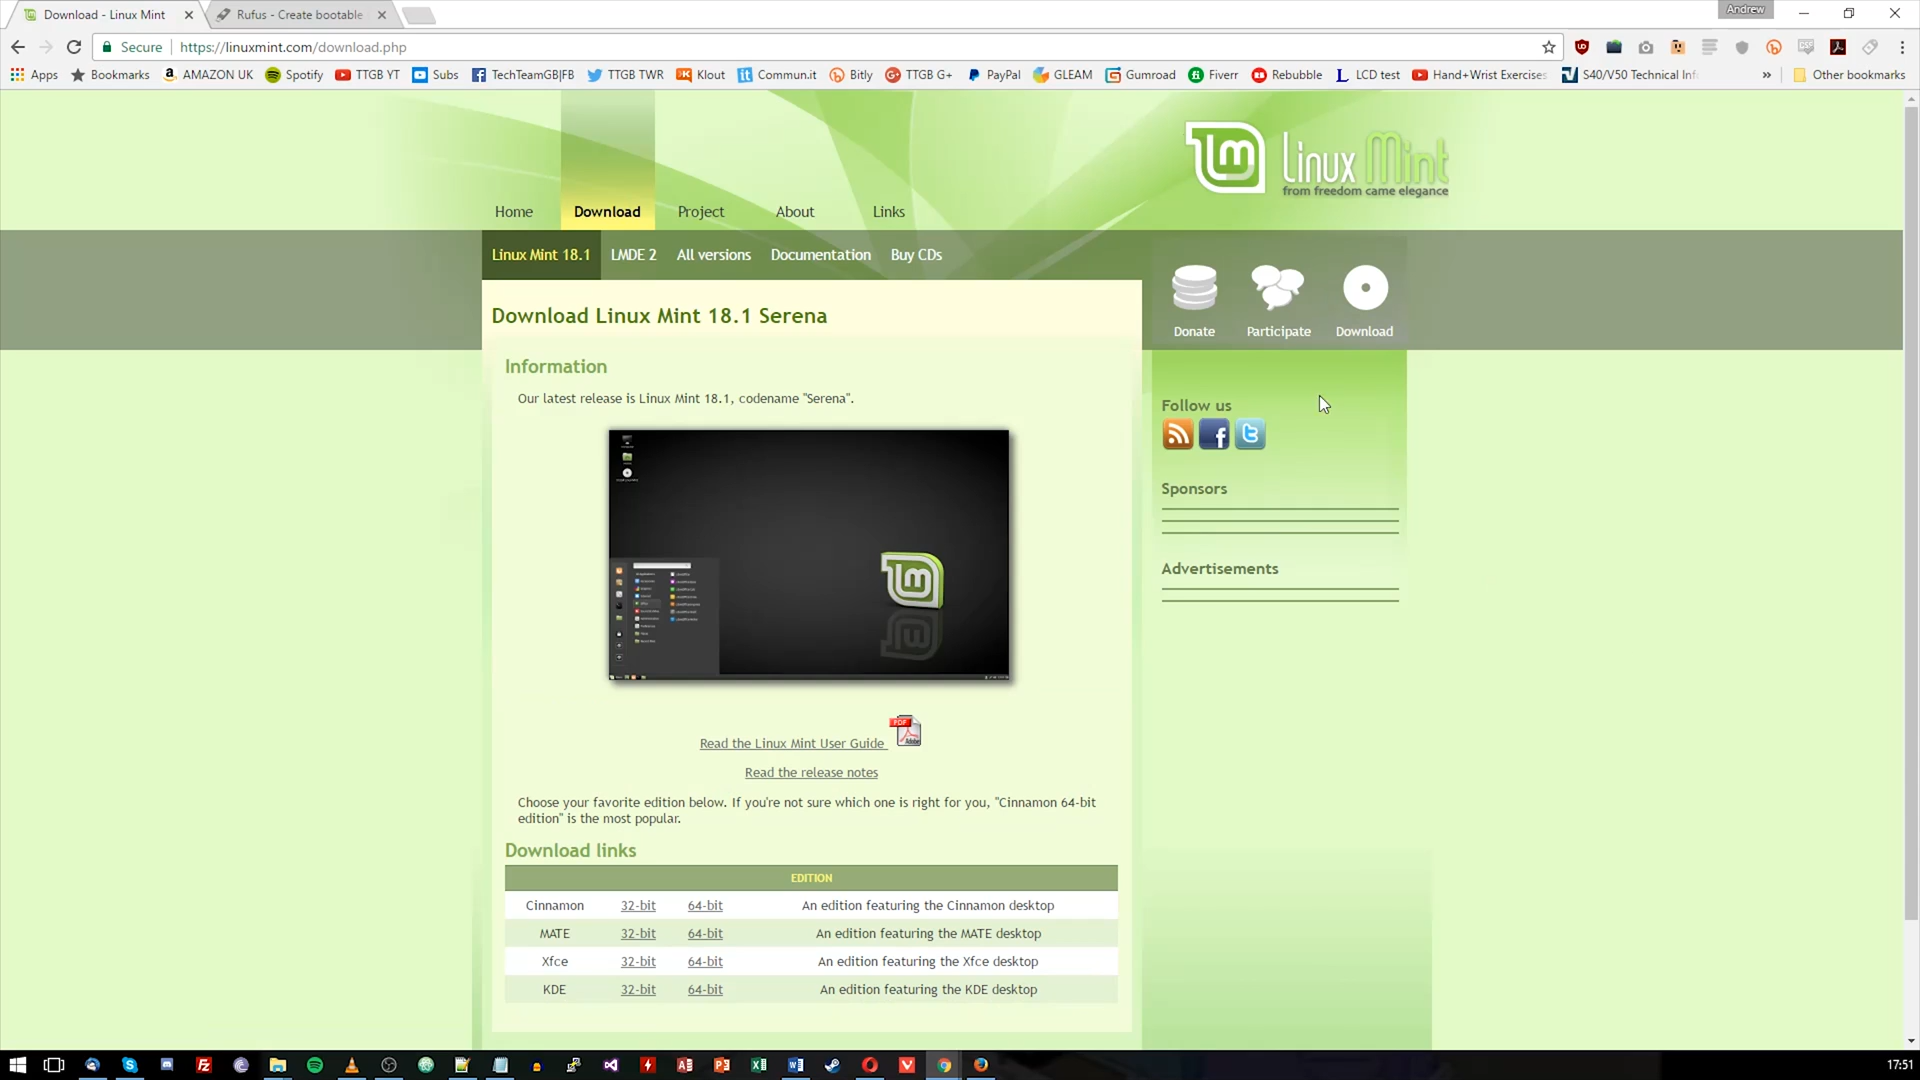 Download - Linux Mint
Rufus - Create bootable
Andrew
Secure | https://linuxmint.com/download.php
Apps Bookmarks AMAZON UK Spotify TTGB YT Subs TechTeamGB|FB TTGB TWR Klout Commun.it Bitly TTGB G+ PayPal GLEAM Gumroad Fiverr Rebubble LCD test Hand+Wrist Exercises S40/V50 Technical Inf » Other bookmarks
Linux Mint
from freedom came elegance
Home Download Project About Links
Linux Mint 18.1 LMDE 2 All versions Documentation Buy CDs
Donate Participate Download
Download Linux Mint 18.1 Serena
Information
Our latest release is Linux Mint 18.1, codename "Serena".
Follow us
Sponsors
Advertisements
PDF
Adobe
Read the Linux Mint User Guide
Read the release notes
Choose your favorite edition below. If you're not sure which one is right for you, "Cinnamon 64-bit
edition" is the most popular.
Download links
EDITION
Cinnamon 32-bit 64-bit An edition featuring the Cinnamon desktop
MATE 32-bit 64-bit An edition featuring the MATE desktop
Xfce 32-bit 64-bit An edition featuring the Xfce desktop
KDE 32-bit 64-bit An edition featuring the KDE desktop
17:51